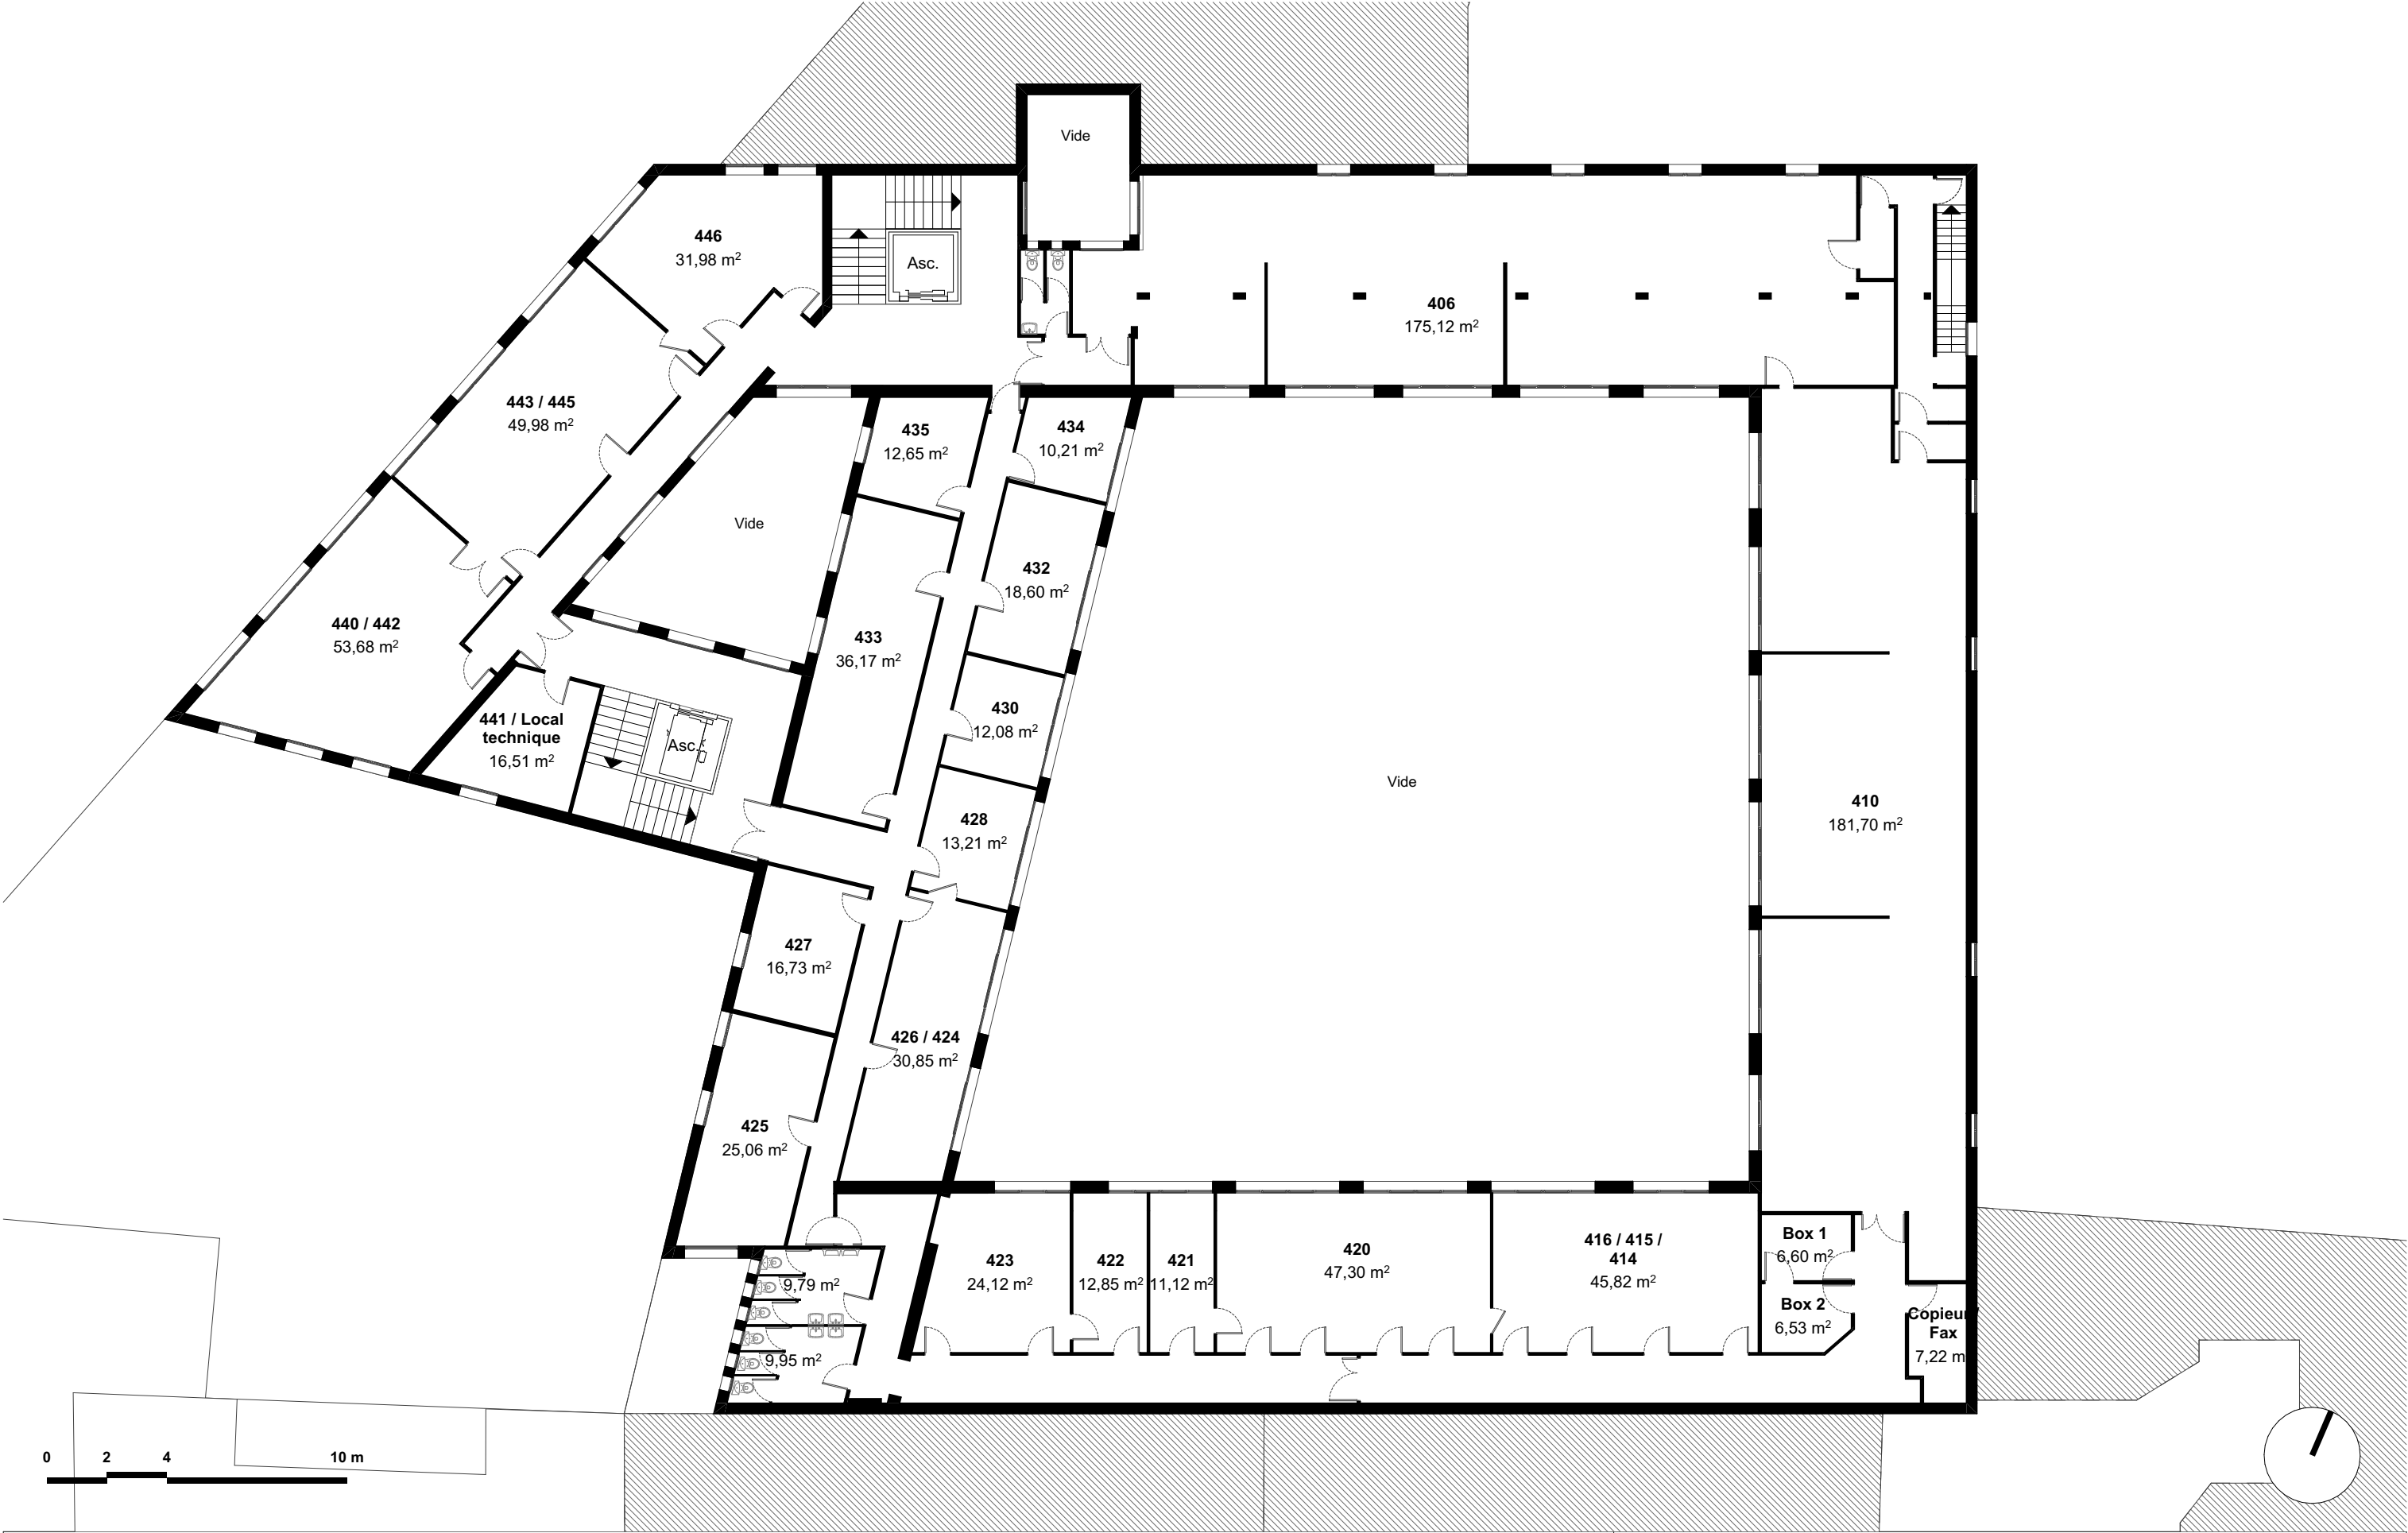 Vide
446
31,98 m²
Asc.
406
175,12 m²
443 / 445
49,98 m²
435
12,65 m²
434
10,21 m²
Vide
432
18,60 m²
440 / 442
53,68 m²
433
36,17 m²
430
12,08 m²
441 / Local
technique
16,51 m²
Asc.
Vide
410
181,70 m²
428
13,21 m²
427
16,73 m²
426 / 424
30,85 m²
425
25,06 m²
423
24,12 m²
422
12,85 m²
421
11,12 m²
420
47,30 m²
416 / 415 /
414
45,82 m²
Box 1
6,60 m²
9,79 m²
Box 2
6,53 m²
Copieur
Fax
7,22 m
9,95 m²
0 2 4 10 m